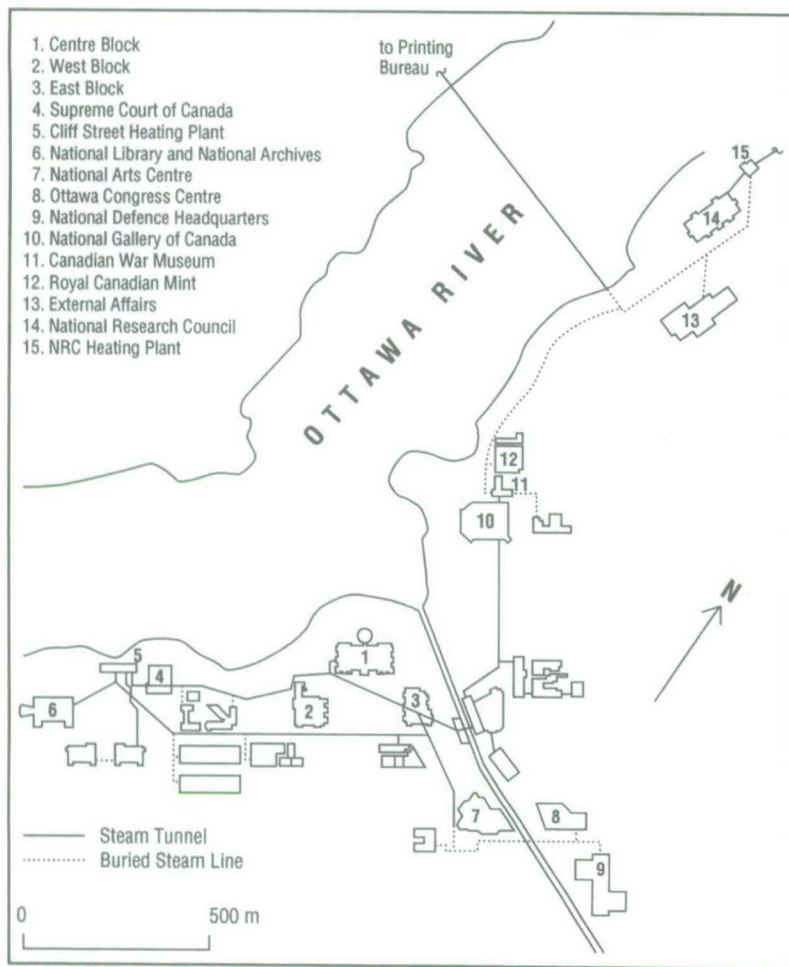 1. Centre Block
2. West Block
3. East Block
4. Supreme Court of Canada
5. Cliff Street Heating Plant
6. National Library and National Archives
7. National Arts Centre
8. Ottawa Congress Centre
9. National Defence Headquarters
10. National Gallery of Canada
11. Canadian War Museum
12. Royal Canadian Mint
13. External Affairs
14. National Research Council
15. NRC Heating Plant
to Printing
Bureau
OTTAWA RIVER
15
14
13
12
11
10
N
5
4
1
6
2
3
7
8
9
Steam Tunnel
Buried Steam Line
0 500 m